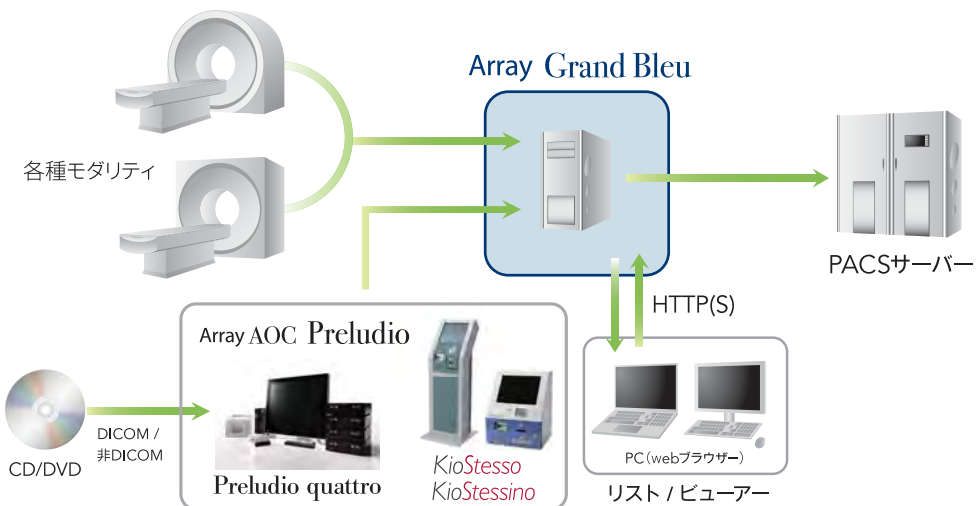 Array Grand Bleu
各種モダリティ
PACSサーバー
HTTP(S)
Array AOC Preludio
CD/DVD
DICOM /
非DICOM
Preludio quattro
KioStesso
KioStessino
PC(webブラウザー)
リスト / ビューアー